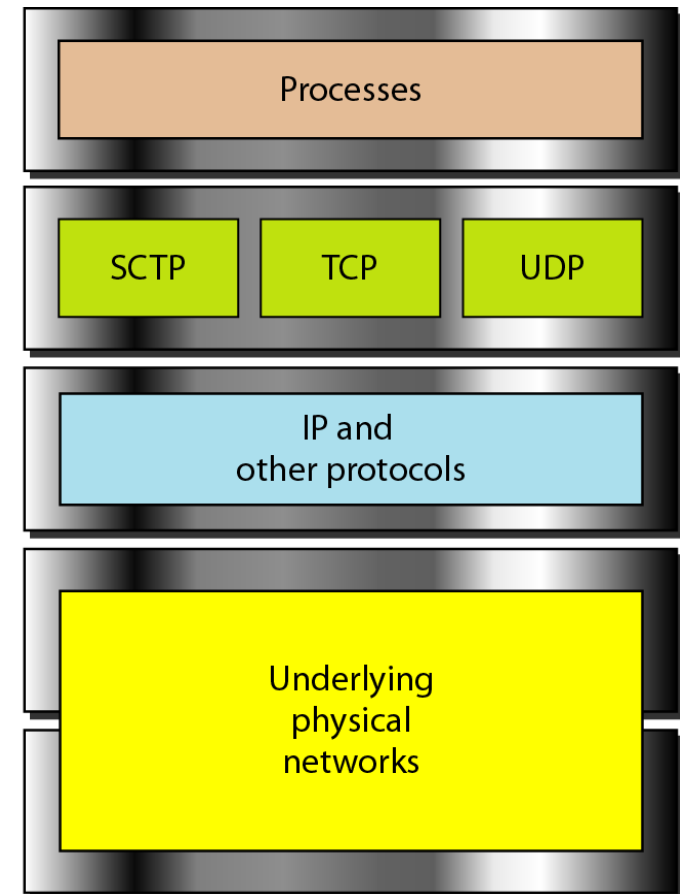 Processes
SCTP TCP UDP
IP and
other protocols
Underlying
physical
networks